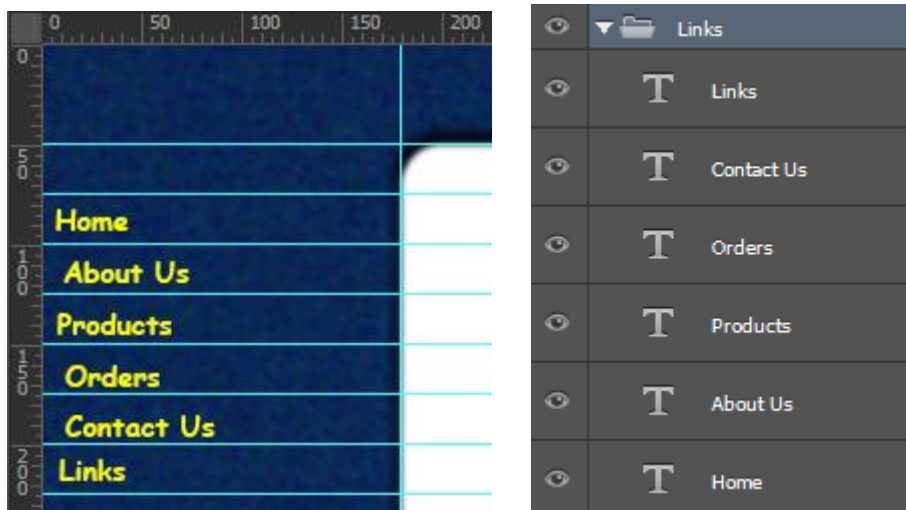 0 50 100 150 200
0
50
Home
100
About Us
Products
150
Orders
Contact Us
200
Links
Links
T Links
T Contact Us
T Orders
T Products
T About Us
T Home